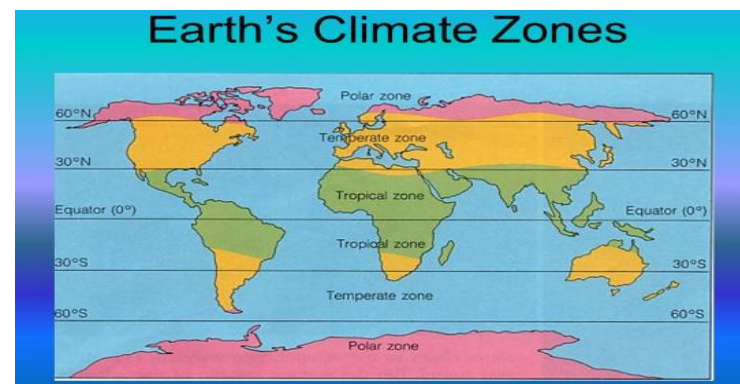 Earth's Climate Zones
Polar zone
60°N 60°N
Temperate zone
30°N 30°N
Tropical zone
Equator (0°) Equator (0°)
Tropical zone
30°S 30°S
Temperate zone
60°S 60°S
Polar zone